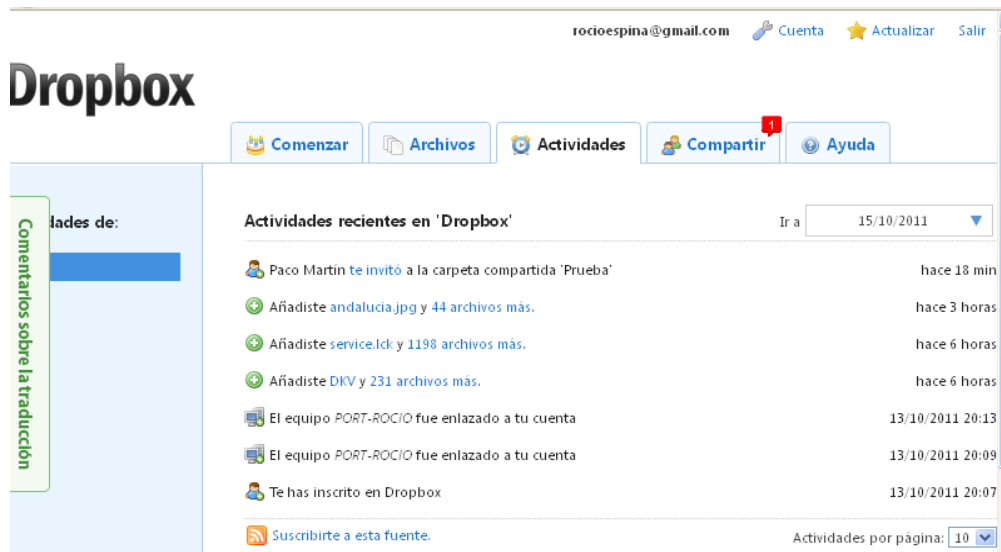 rocioespina@gmail.com Cuenta Actualizar Salir
Dropbox
1
Comenzar Archivos Actividades Compartir Ayuda
dades de:
Comentarios sobre la traducción
Actividades recientes en 'Dropbox' Ir a 15/10/2011
Paco Martín te invitó a la carpeta compartida 'Prueba' hace 18 min
Añadiste andalucia.jpg y 44 archivos más. hace 3 horas
Añadiste service.lck y 1198 archivos más. hace 6 horas
Añadiste DKV y 231 archivos más. hace 6 horas
El equipo PORT-ROCIO fue enlazado a tu cuenta 13/10/2011 20:13
El equipo PORT-ROCIO fue enlazado a tu cuenta 13/10/2011 20:09
Te has inscrito en Dropbox 13/10/2011 20:07
Suscribirte a esta fuente. Actividades por página: 10